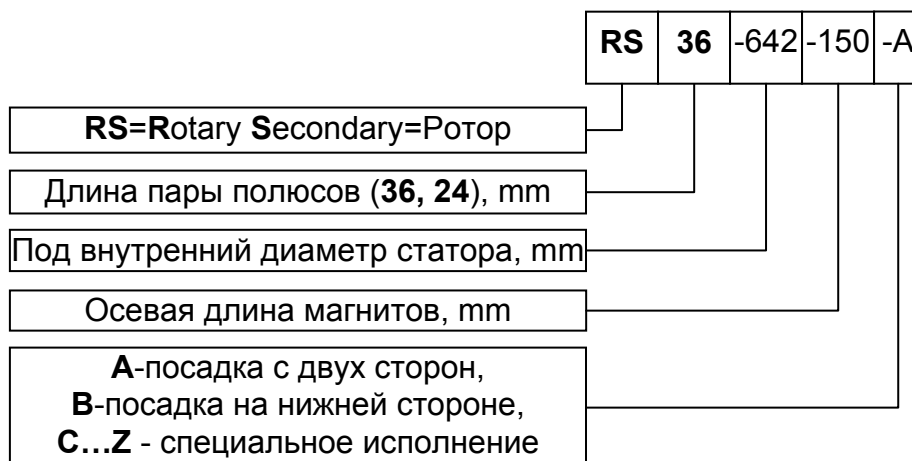 RS 36 -642 -150 -A
RS=Rotary Secondary=Ротор
Длина пары полюсов (36, 24), mm
Под внутренний диаметр статора, mm
Осевая длина магнитов, mm
A-посадка с двух сторон,
B-посадка на нижней стороне,
C...Z - специальное исполнение